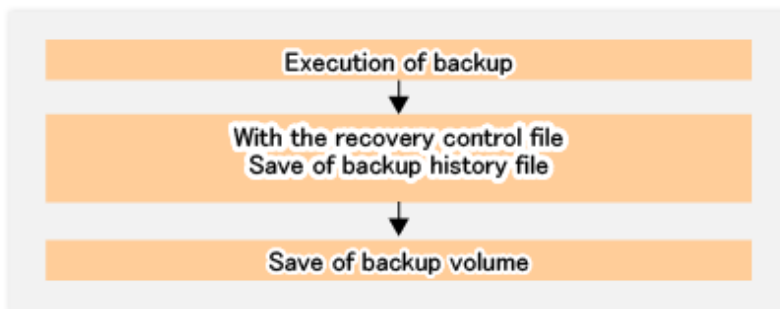 Execution of backup
With the recovery control file
Save of backup history file
Save of backup volume